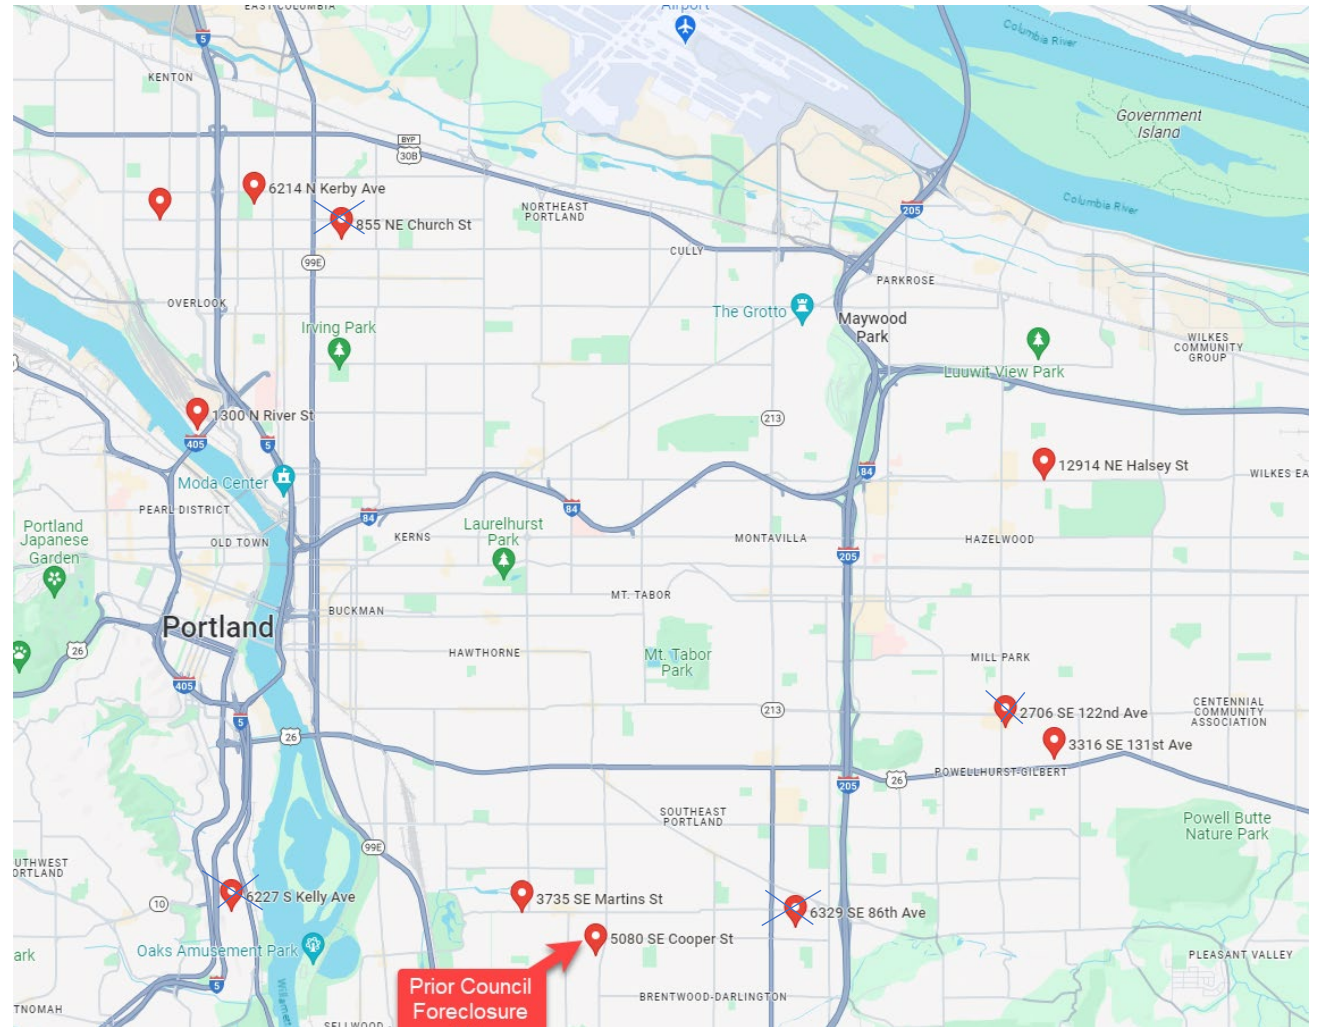 EAST COLUMBIA
Airport
5
Columbia River
KENTON
Government
Island
BYP
30B
6214 N Kerby Ave
855 NE Church St
NORTHEAST
PORTLAND
205
Columbia River
CULLY
99E
PARKROSE
OVERLOOK
The Grotto
Maywood
Park
Irving Park
WILKES
COMMUNITY
GROUP
Luuwit View Park
1300 N River St
213
405
5
12914 NE Halsey St
84
WILKES EA
Moda Center
PEARL DISTRICT
84
84
Portland
Japanese
Garden
Laurelhurst
Park
OLD TOWN
KERNS
MONTAVILLA
HAZELWOOD
205
MT. TABOR
BUCKMAN
Portland
26
HAWTHORNE
Mt. Tabor
Park
MILL PARK
405
213
2706 SE 122nd Ave
CENTENNIAL
COMMUNITY
ASSOCIATION
5
26
3316 SE 131st Ave
POWELLHURST-GILBERT
205
26
SOUTHEAST
PORTLAND
Powell Butte
Nature Park
99E
UTHWEST
ORTLAND
6227 S Kelly Ave
10
3735 SE Martins St
6329 SE 86th Ave
5080 SE Cooper St
Oaks Amusement Park
ark
PLEASANT VALLEY
5
Prior Council
Foreclosure
BRENTWOOD-DARLINGTON
TNOMAH
Willamet
SELLWOOD